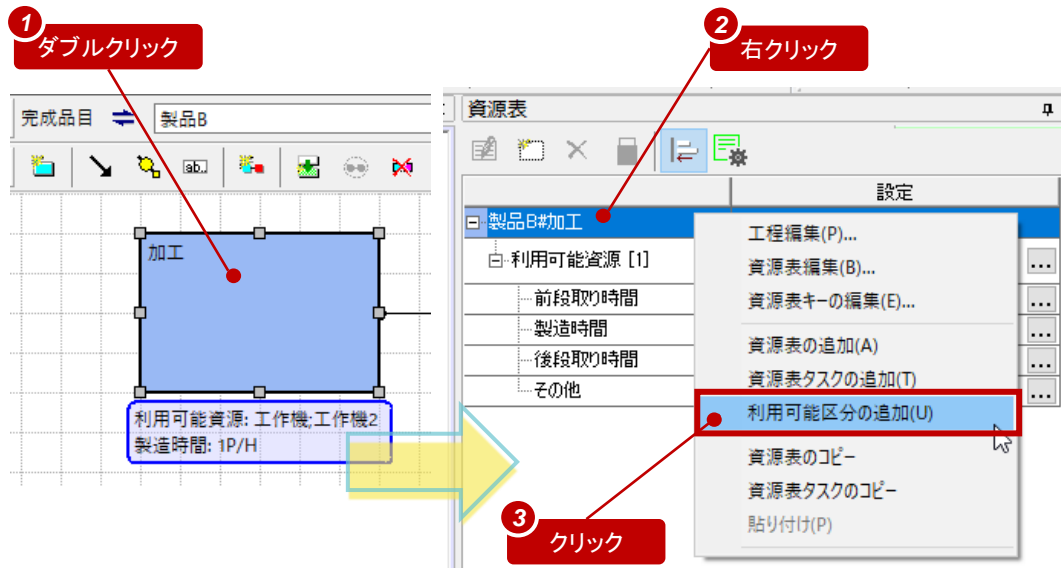 1
ダブルクリック
2
右クリック
完成品目
製品B
ab..
加工
利用可能資源: 工作機;工作機2
製造時間: 1P/H
資源表
設定
製品B#加工
利用可能資源 [1]
...
前段取り時間
...
製造時間
...
後段取り時間
...
その他
...
工程編集(P)...
資源表編集(B)...
資源表キーの編集(E)...
資源表の追加(A)
資源表タスクの追加(T)
利用可能区分の追加(U)
資源表のコピー
資源表タスクのコピー
貼り付け(P)
3
クリック